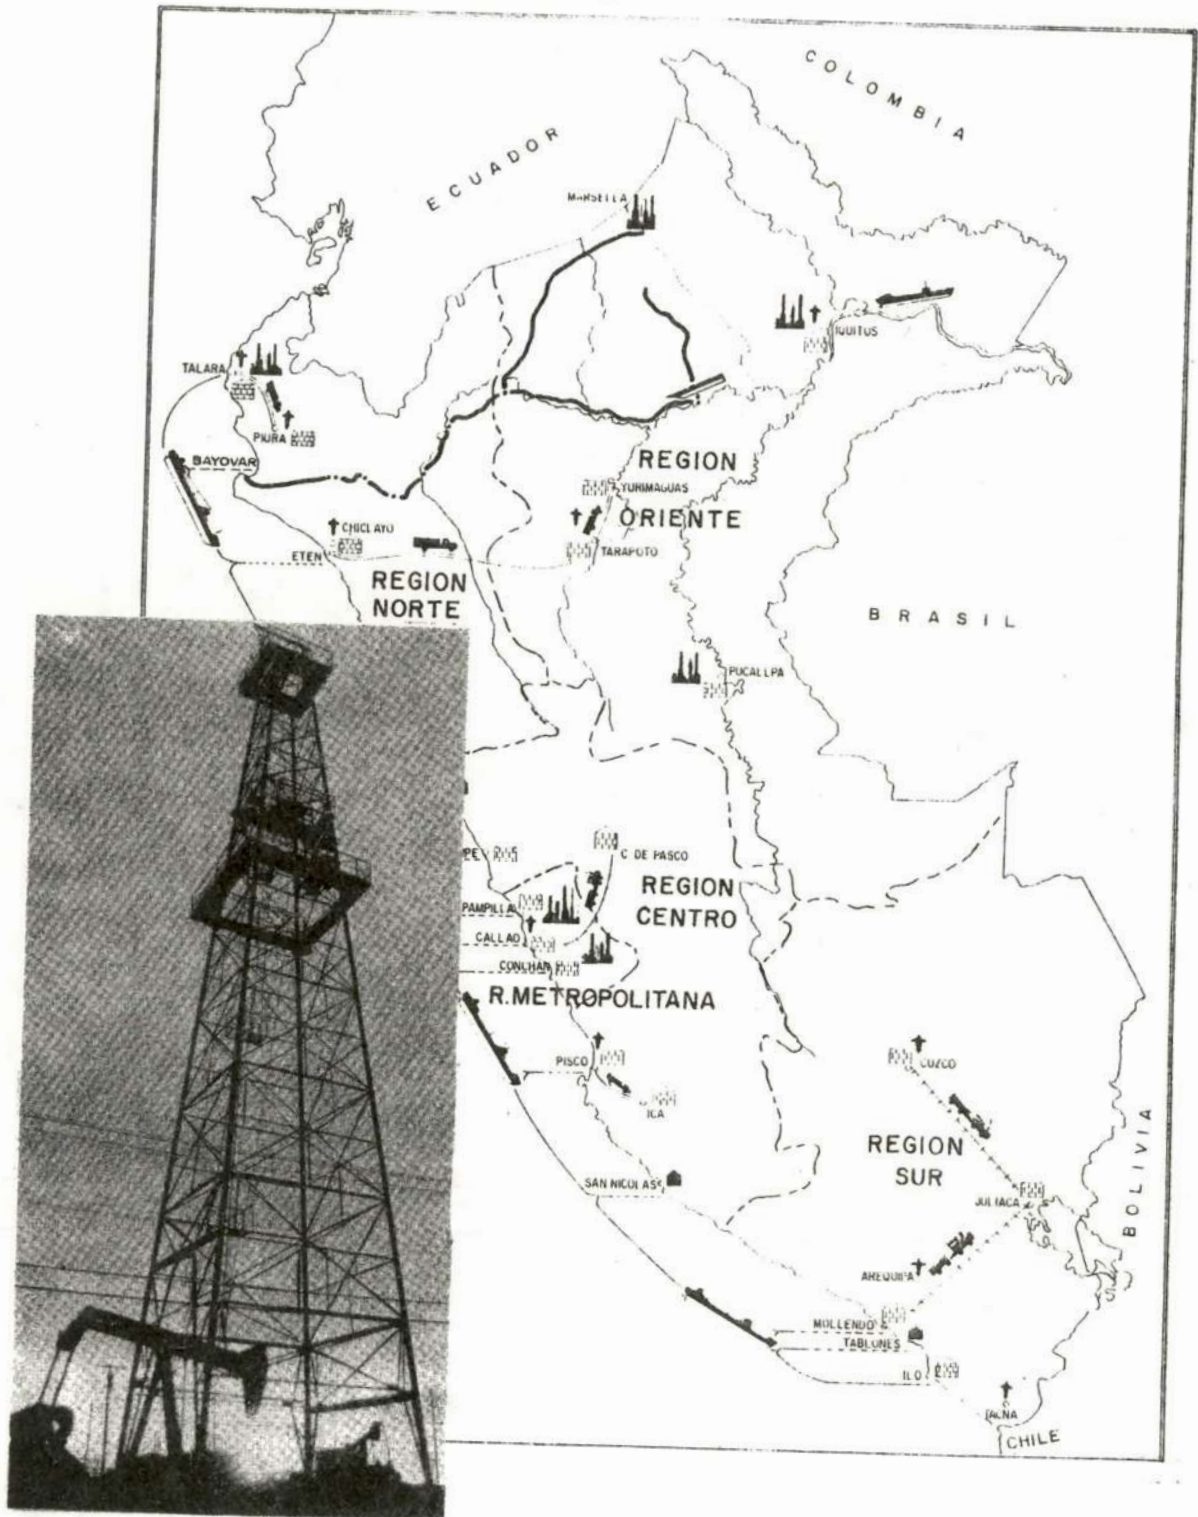 COLOMBIA
ECUADOR
MARSELLA
IQUITOS
TALARA
PIURA
BAYOVAR
REGION
ORIENTE
YURIMAGUAS
CHICLAYO
ETEN
TARAPOTO
REGION
NORTE
BRASIL
PUCALLPA
C. DE PASCO
REGION
CENTRO
PAMPILLA
CALLAO
CONCHAN
R. METROPOLITANA
PISCO
ICA
CUZCO
REGION
SUR
BOLIVIA
SAN NICOLAS
JULIACA
AREQUIPA
MOLLENDO
TABLONES
ILO
TACNA
CHILE